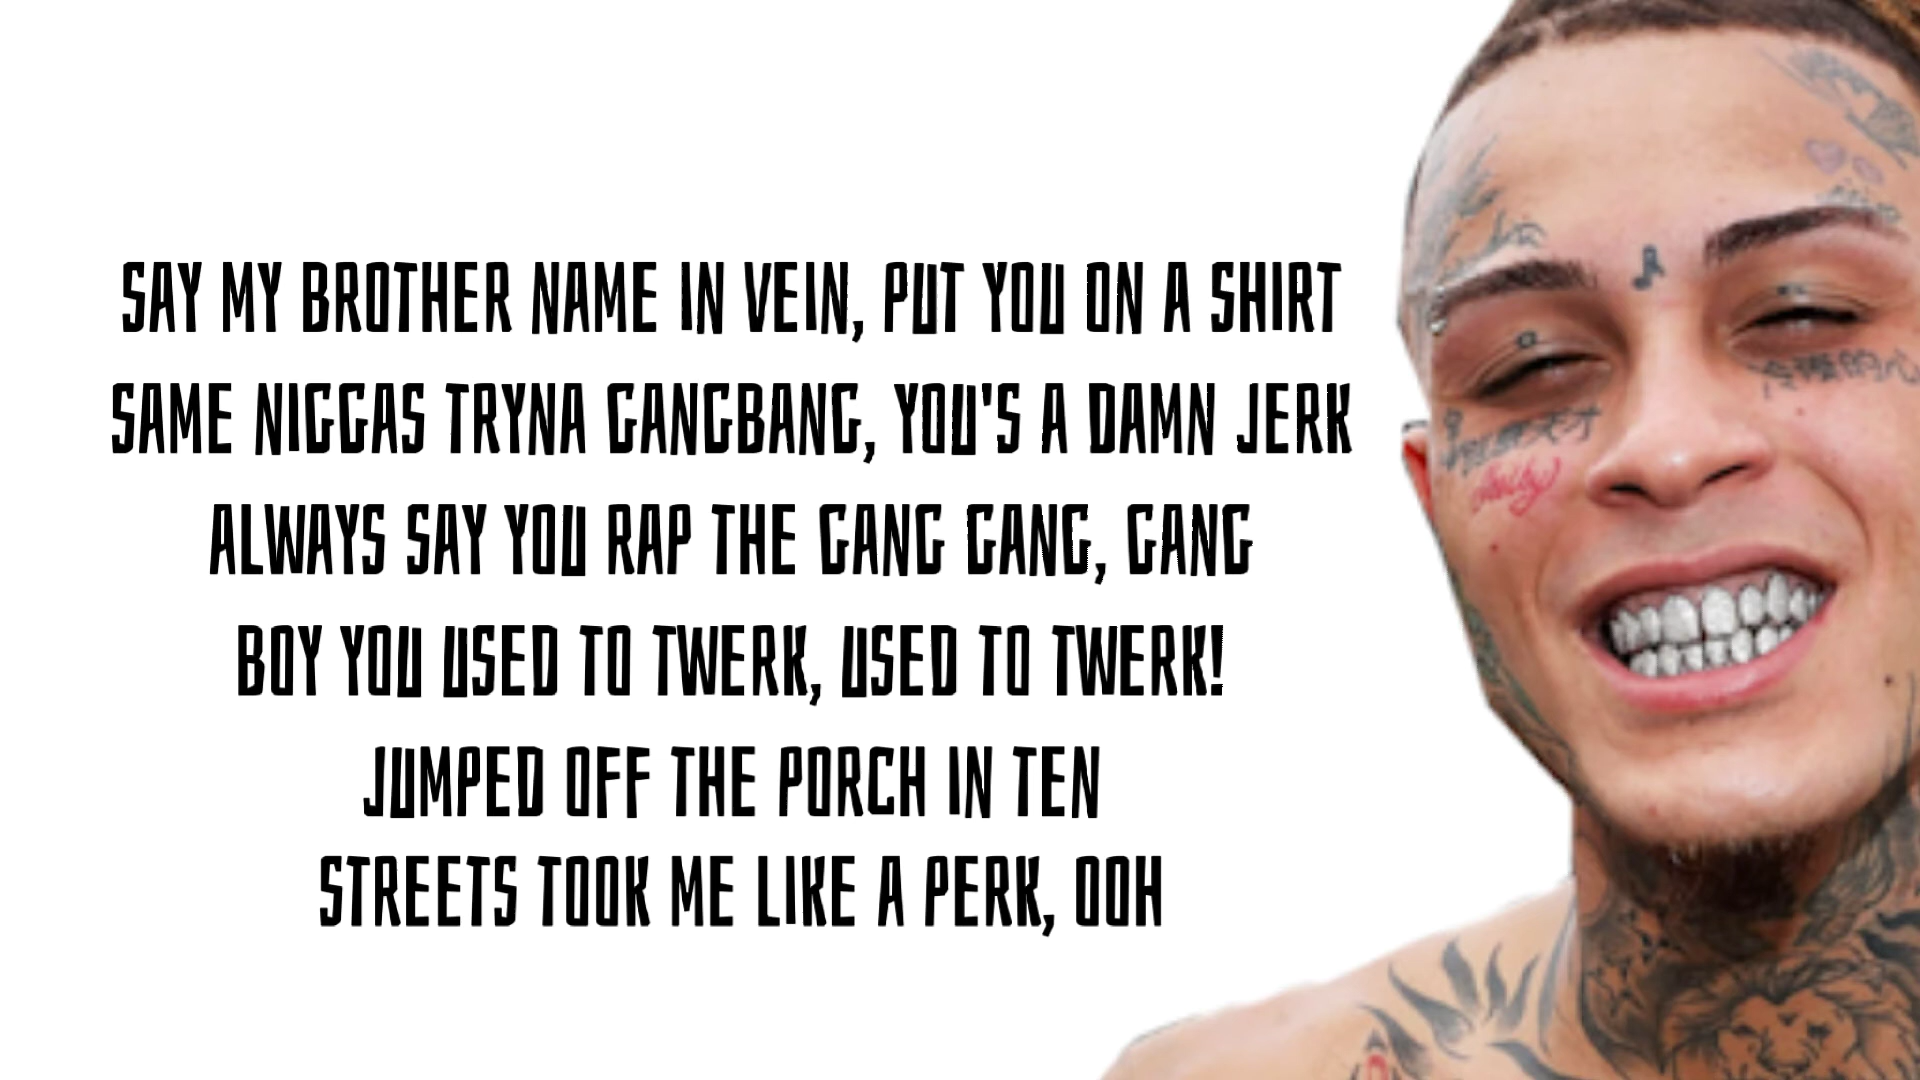 SAY MY BROTHER NAME IN VEIN, PUT YOU ON A SHIRT
SAME NIGGAS TRYNA GANGBANG, YOU'S A DAMN JERK
ALWAYS SAY YOU RAP THE GANG GANG, GANG
BOY YOU USED TO TWERK, USED TO TWERK!
JUMPED OFF THE PORCH IN TEN
STREETS TOOK ME LIKE A PERK, OOH